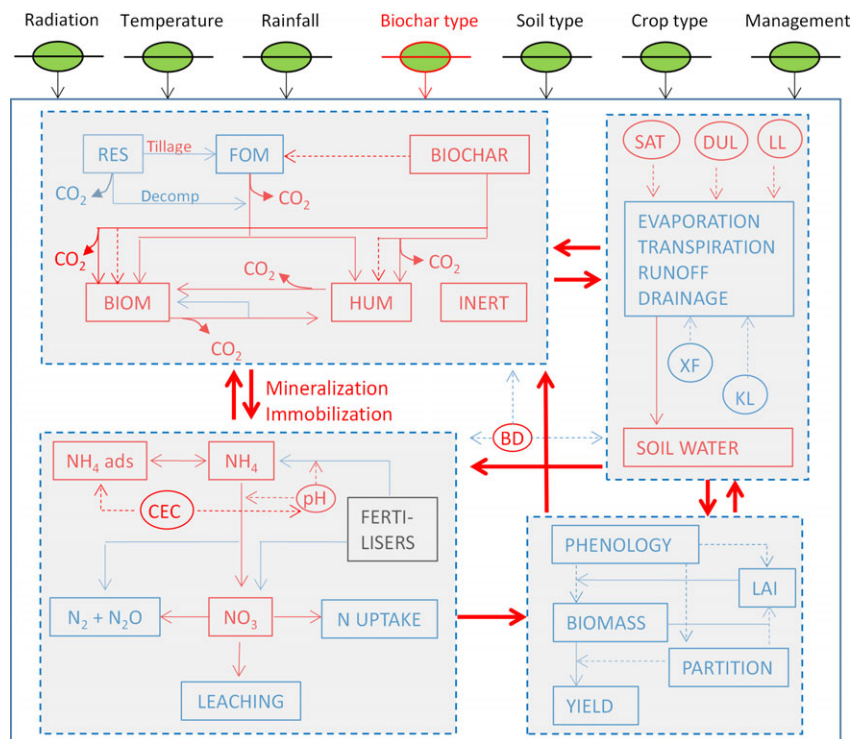 Radiation Temperature Rainfall Biochar type Soil type Crop type Management
RES Tillage FOM BIOCHAR
CO2 Decomp CO2
CO2 CO2 CO2
BIOM HUM INERT
CO2
SAT DUL LL
EVAPORATION
TRANSPIRATION
RUNOFF
DRAINAGE
XF
KL
SOIL WATER
Mineralization
Immobilization
BD
NH4 ads NH4
pH
CEC
FERTI-
LISERS
N2 + N2O NO3 N UPTAKE
LEACHING
PHENOLOGY
LAI
BIOMASS
PARTITION
YIELD